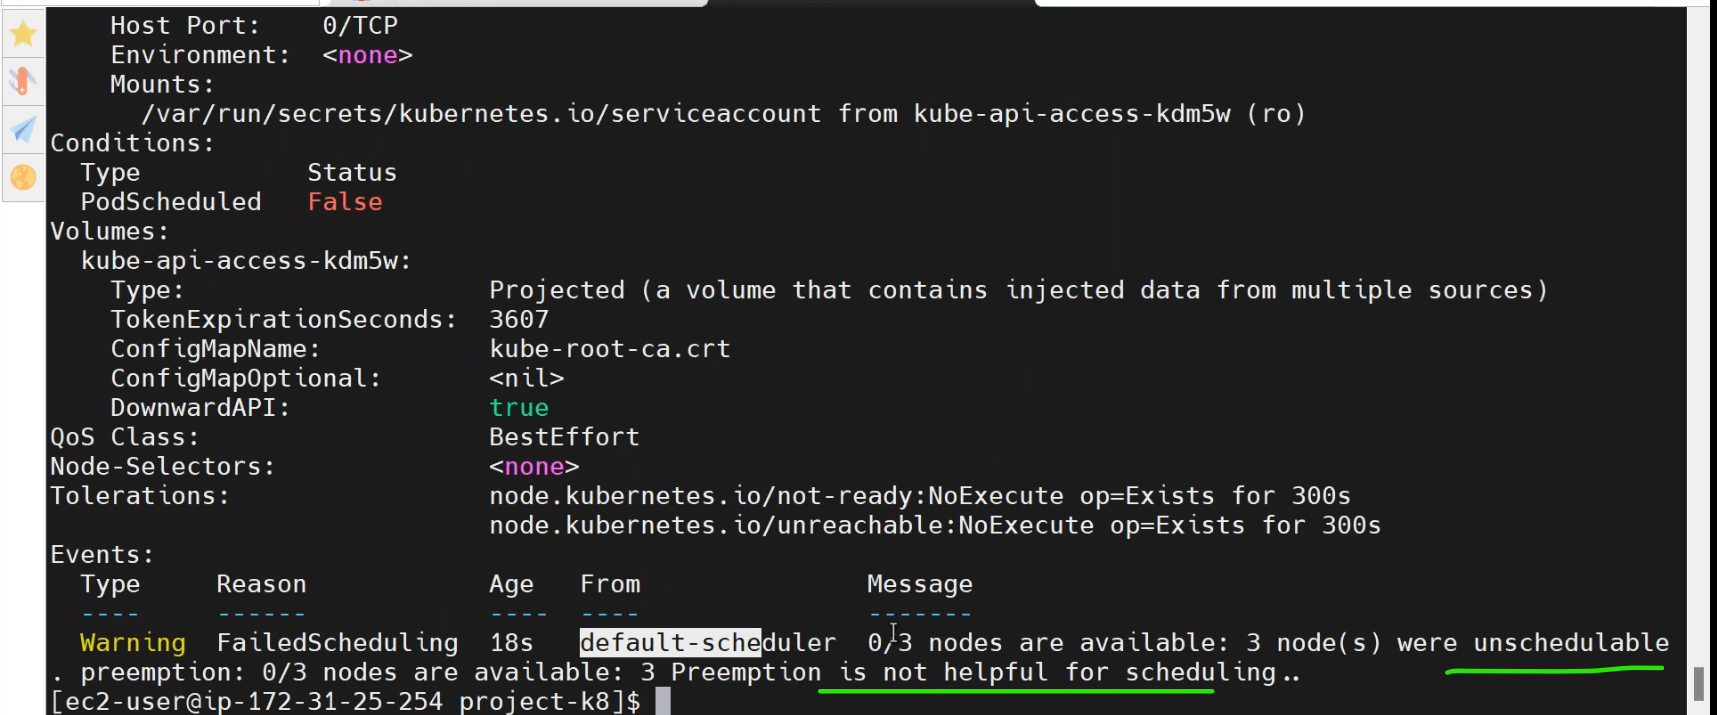 Host Port: 0/TCP
Environment: <none>
Mounts:
/var/run/secrets/kubernetes.io/serviceaccount from kube-api-access-kdm5w (ro)
Conditions:
Type Status
PodScheduled False
Volumes:
kube-api-access-kdm5w:
Type: Projected (a volume that contains injected data from multiple sources)
TokenExpirationSeconds: 3607
ConfigMapName: kube-root-ca.crt
ConfigMapOptional: <nil>
DownwardAPI: true
QoS Class: BestEffort
Node-Selectors: <none>
Tolerations: node.kubernetes.io/not-ready:NoExecute op=Exists for 300s
node.kubernetes.io/unreachable:NoExecute op=Exists for 300s
Events:
Type Reason Age From Message
---- ------ ---- ---- -------
Warning FailedScheduling 18s default-scheduler 0/3 nodes are available: 3 node(s) were unschedulable
. preemption: 0/3 nodes are available: 3 Preemption is not helpful for scheduling..
[ec2-user@ip-172-31-25-254 project-k8]$